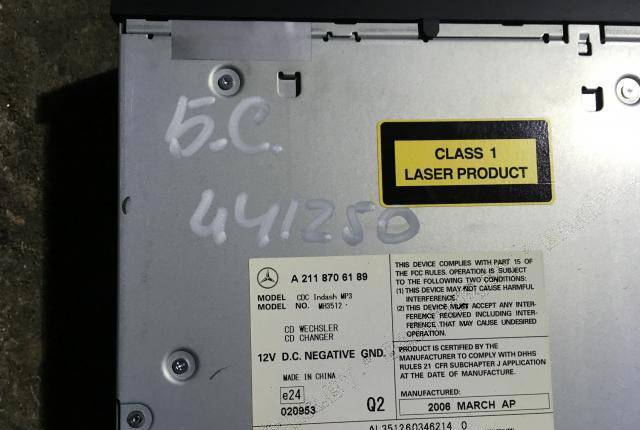 Б.С.
441250
CLASS 1
LASER PRODUCT
A 211 870 61 89
MODEL CDC Indash MP3
MODEL NO. MH3512
CD WECHSLER
CD CHANGER
12V D.C. NEGATIVE GND.
MADE IN CHINA
e24
020953
Q2
THIS DEVICE COMPLIES WITH PART 15 OF
THE FCC RULES. OPERATION IS SUBJECT
TO THE FOLLOWING TWO CONDITIONS:
(1) THIS DEVICE MAY NOT CAUSE HARMFUL
INTERFERENCE.
(2) THIS DEVICE MUST ACCEPT ANY INTER-
FERENCE RECEIVED INCLUDING INTER-
FERENCE THAT MAY CAUSE UNDESIRED
OPERATION.
PRODUCT IS CERTIFIED BY THE
MANUFACTURER TO COMPLY WITH DHHS
RULES 21 CFR SUBCHAPTER J APPLICATION
AT THE DATE OF MANUFACTURE.
MANUFACTURED:
2006 MARCH AP
AL351260346214 0